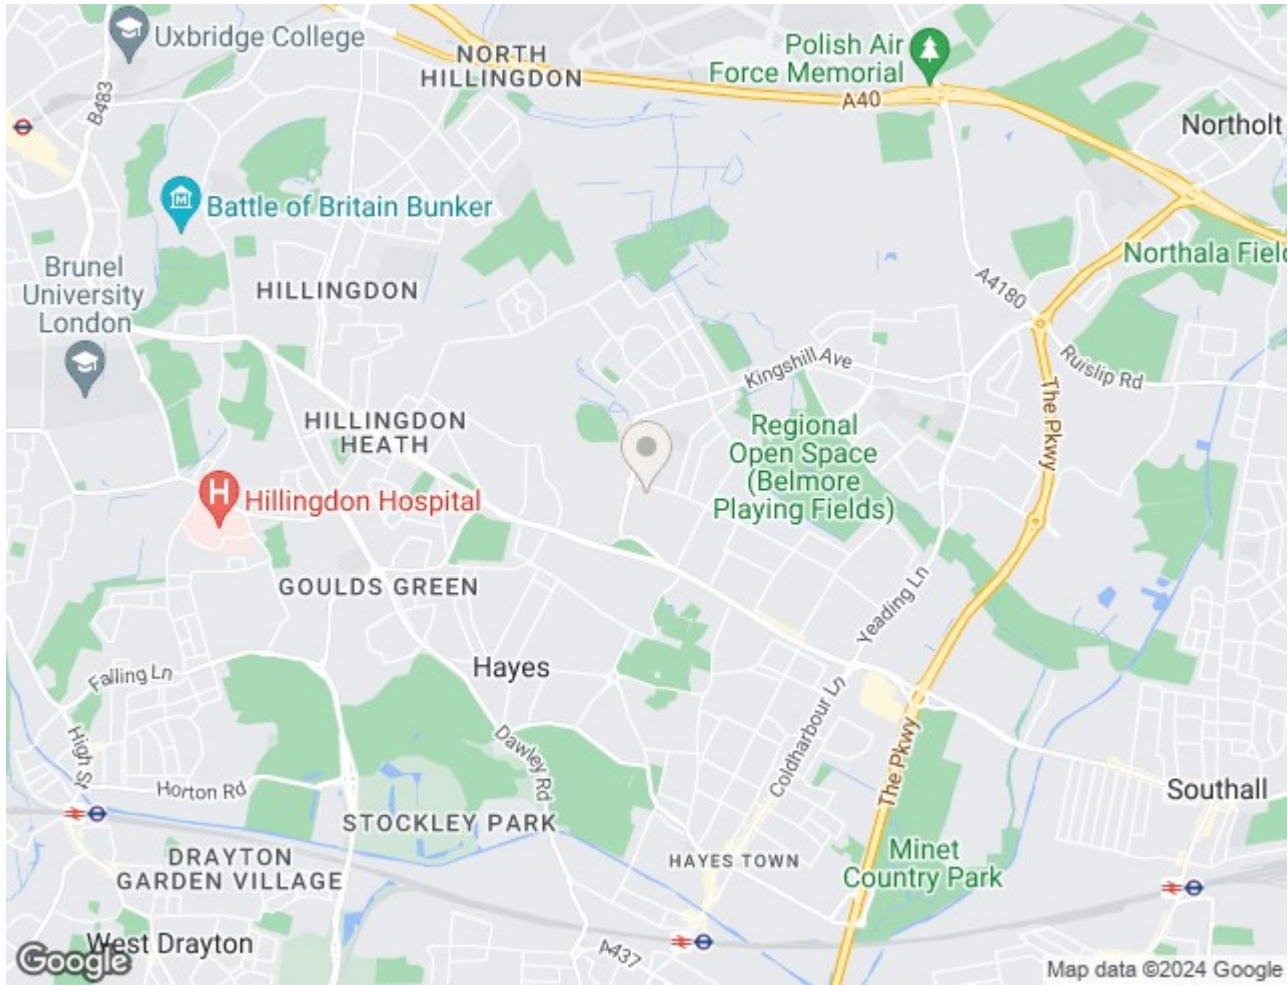 Uxbridge College
NORTH
HILLINGDON
Polish Air
Force Memorial
A40
B483
Northolt
Battle of Britain Bunker
Brunel
University
London
HILLINGDON
Northala Field
A4180
Kingshill Ave
Ruislip Rd
The Pkwy
HILLINGDON
HEATH
Regional
Open Space
(Belmore
Playing Fields)
H
Hillingdon Hospital
GOULDS GREEN
Yeading Ln
Hayes
Falling Ln
Coldharbour Ln
High St
Dawley Rd
The Pkwy
Horton Rd
Southall
STOCKLEY PARK
DRAYTON
GARDEN VILLAGE
HAYES TOWN
Minet
Country Park
West Drayton
A437
Google
Map data ©2024 Google